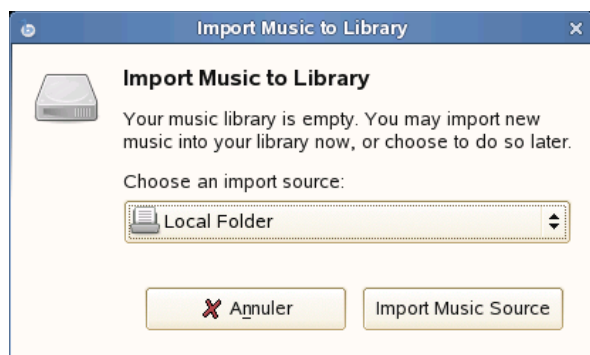 Import Music to Library
Import Music to Library
Your music library is empty. You may import new
music into your library now, or choose to do so later.
Choose an import source:
Local Folder
Annuler
Import Music Source